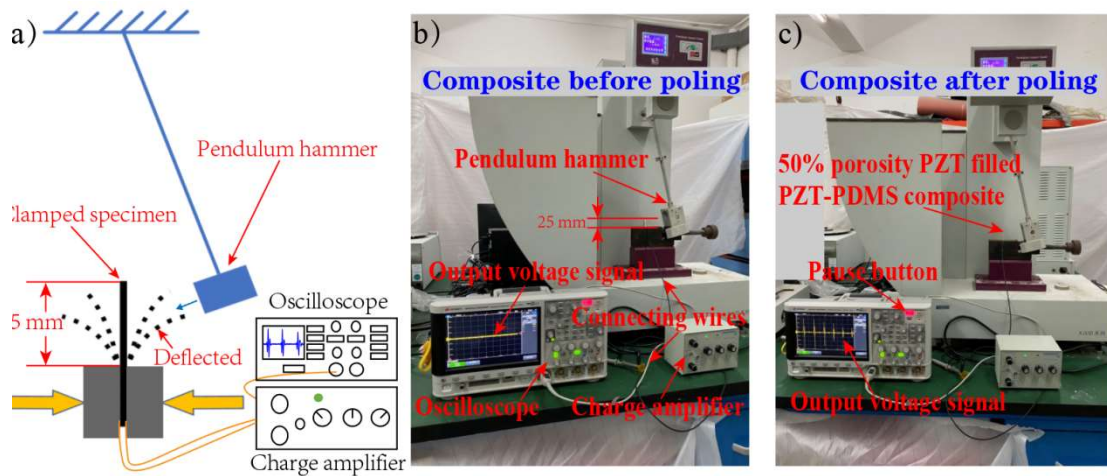 a)
Pendulum hammer
Clamped specimen
5 mm
Deflected
Oscilloscope
Charge amplifier
b)
Composite before poling
Pendulum hammer
25 mm
Output voltage signal
Connecting wires
Oscilloscope
Charge amplifier
c)
Composite after poling
50% porosity PZT filled
PZT-PDMS composite
Pause button
Output voltage signal